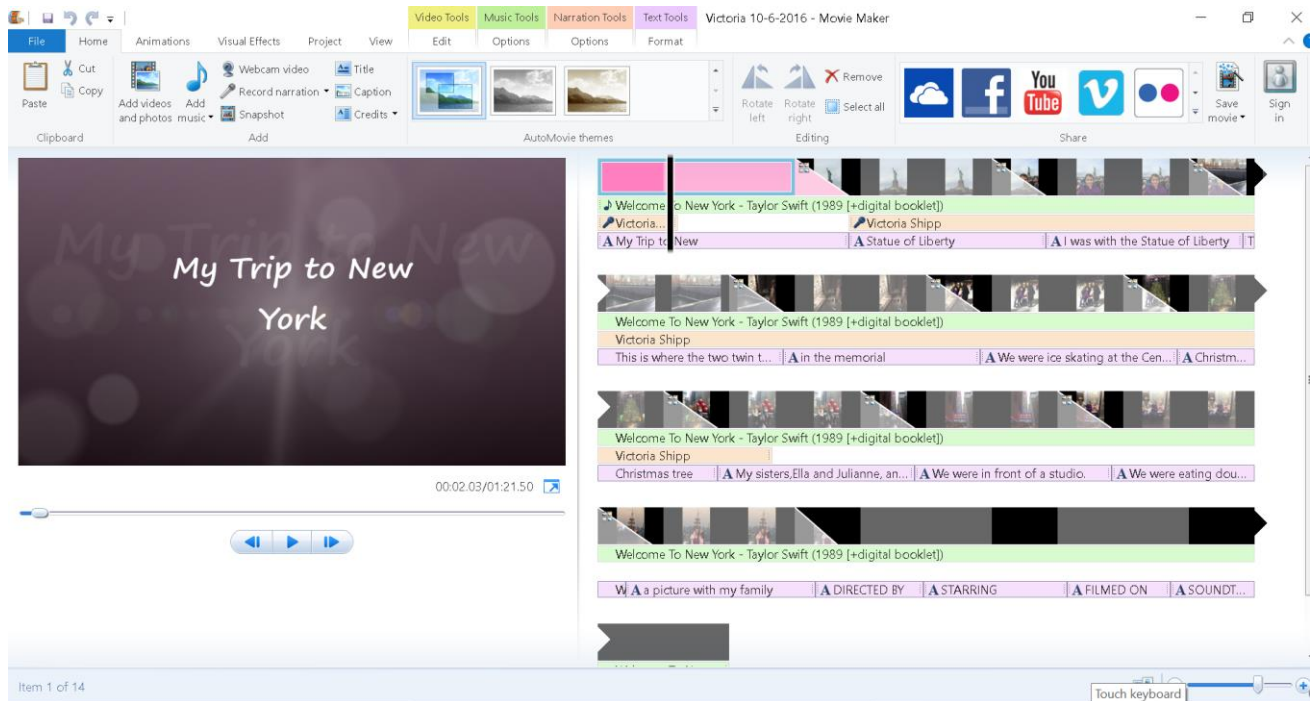 Video Tools Music Tools Narration Tools Text Tools Victoria 10-6-2016 - Movie Maker
File Home Animations Visual Effects Project View Edit Options Options Format
Paste
Cut
Copy
Clipboard
Add videos and photos
Add music
Webcam video
Record narration
Snapshot
Title
Caption
Credits
Add
AutoMovie themes
Rotate left
Rotate right
Remove
Select all
Editing
You
Tube
Share
Save movie
Sign in
My Trip to New
York
My Trip to New
York
00:02.03/01:21.50
Welcome To New York - Taylor Swift (1989 [+digital booklet])
Victoria... Victoria Shipp
A My Trip to New A Statue of Liberty A I was with the Statue of Liberty T
Welcome To New York - Taylor Swift (1989 [+digital booklet])
Victoria Shipp
This is where the two twin t... A in the memorial A We were ice skating at the Cen... A Christm...
Welcome To New York - Taylor Swift (1989 [+digital booklet])
Victoria Shipp
Christmas tree A My sisters,Ella and Julianne, an... A We were in front of a studio. A We were eating dou...
Welcome To New York - Taylor Swift (1989 [+digital booklet])
W A a picture with my family A DIRECTED BY A STARRING A FILMED ON A SOUNDT...
Item 1 of 14
Touch keyboard